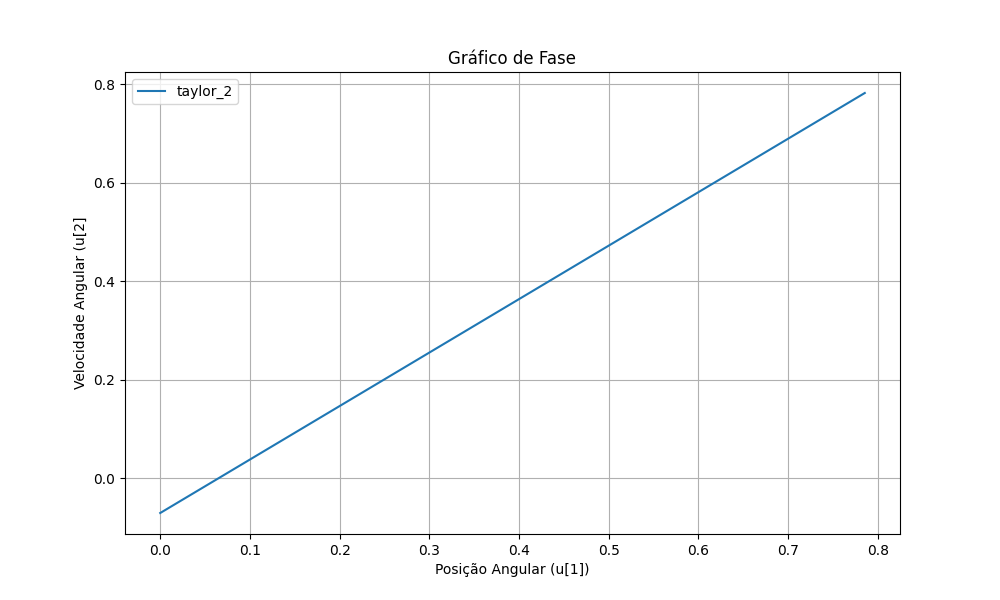 Gráfico de Fase
taylor_2
Velocidade Angular (u[2]
0.8
0.6
0.4
0.2
0.0
0.0 0.1 0.2 0.3 0.4 0.5 0.6 0.7 0.8
Posição Angular (u[1])